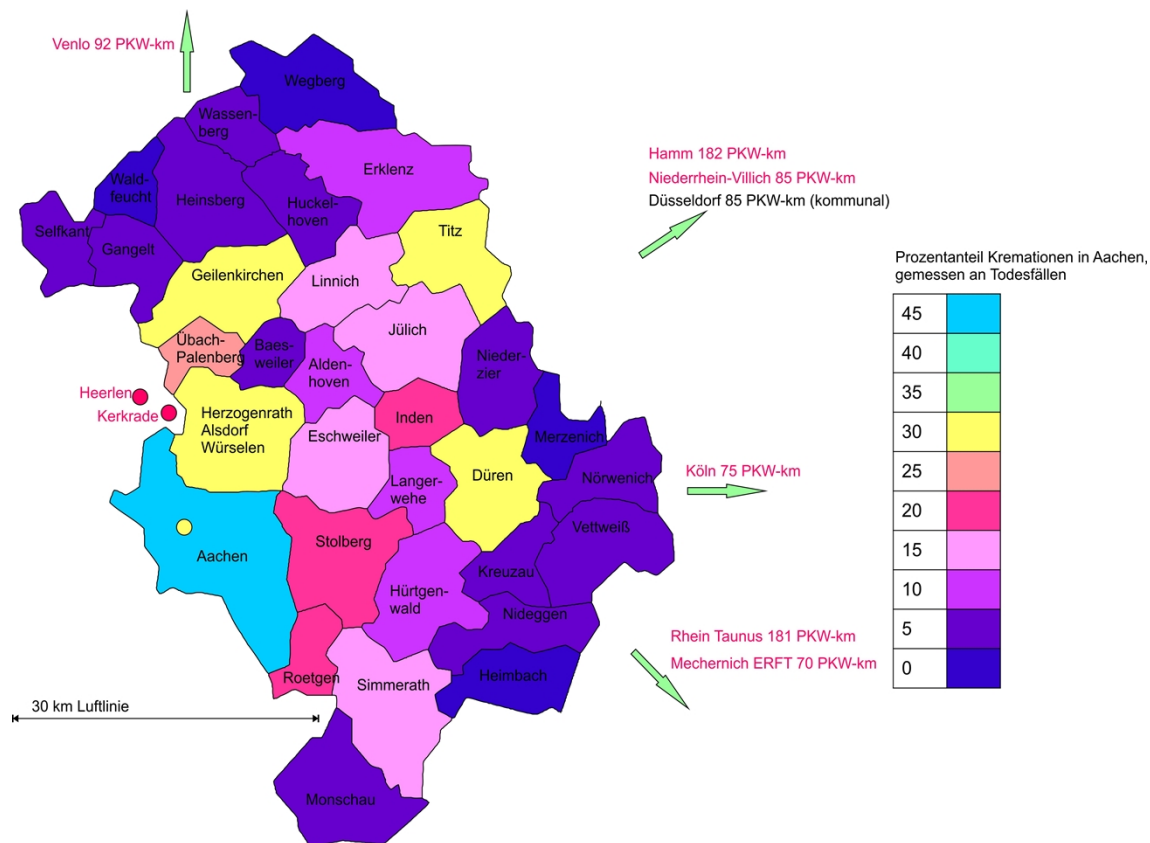 Venlo 92 PKW-km
Wegberg
Wassen-
berg
Erklenz
Wald-
feucht
Heinsberg
Huckel-
hoven
Selfkant
Gangelt
Titz
Geilenkirchen
Linnich
Jülich
Übach-
Palenberg
Baes-
weiler
Alden-
hoven
Nieder-
zier
Heerlen
Kerkrade
Herzogenrath
Alsdorf
Würselen
Eschweiler
Inden
Merzenich
Langer-
wehe
Düren
Nörwenich
Vettweiß
Aachen
Stolberg
Kreuzau
Hürtgen-
wald
Nideggen
Roetgen
Simmerath
Heimbach
Monschau
30 km Luftlinie
Hamm 182 PKW-km
Niederrhein-Villich 85 PKW-km
Düsseldorf 85 PKW-km (kommunal)
Köln 75 PKW-km
Rhein Taunus 181 PKW-km
Mechernich ERFT 70 PKW-km
Prozentanteil Kremationen in Aachen,
gemessen an Todesfällen
45
40
35
30
25
20
15
10
5
0